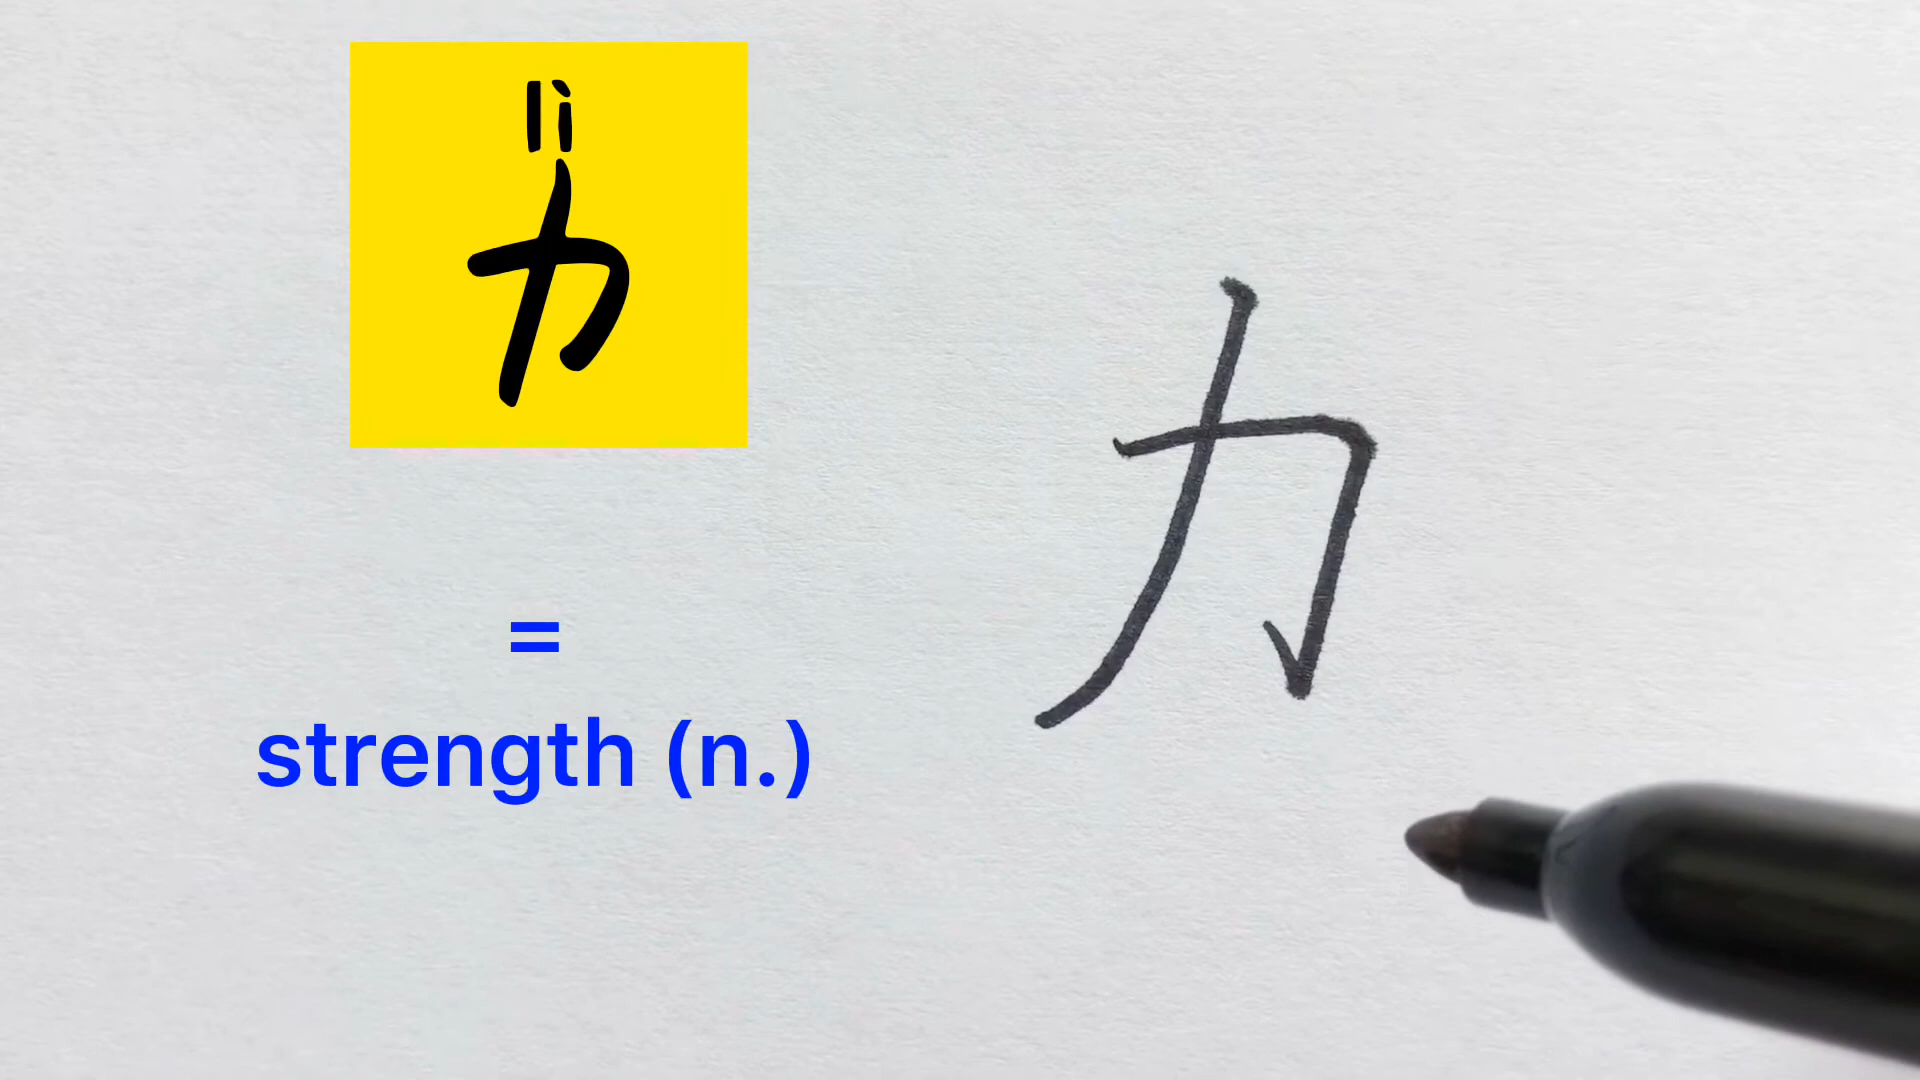 lì
力
=
strength (n.)
力